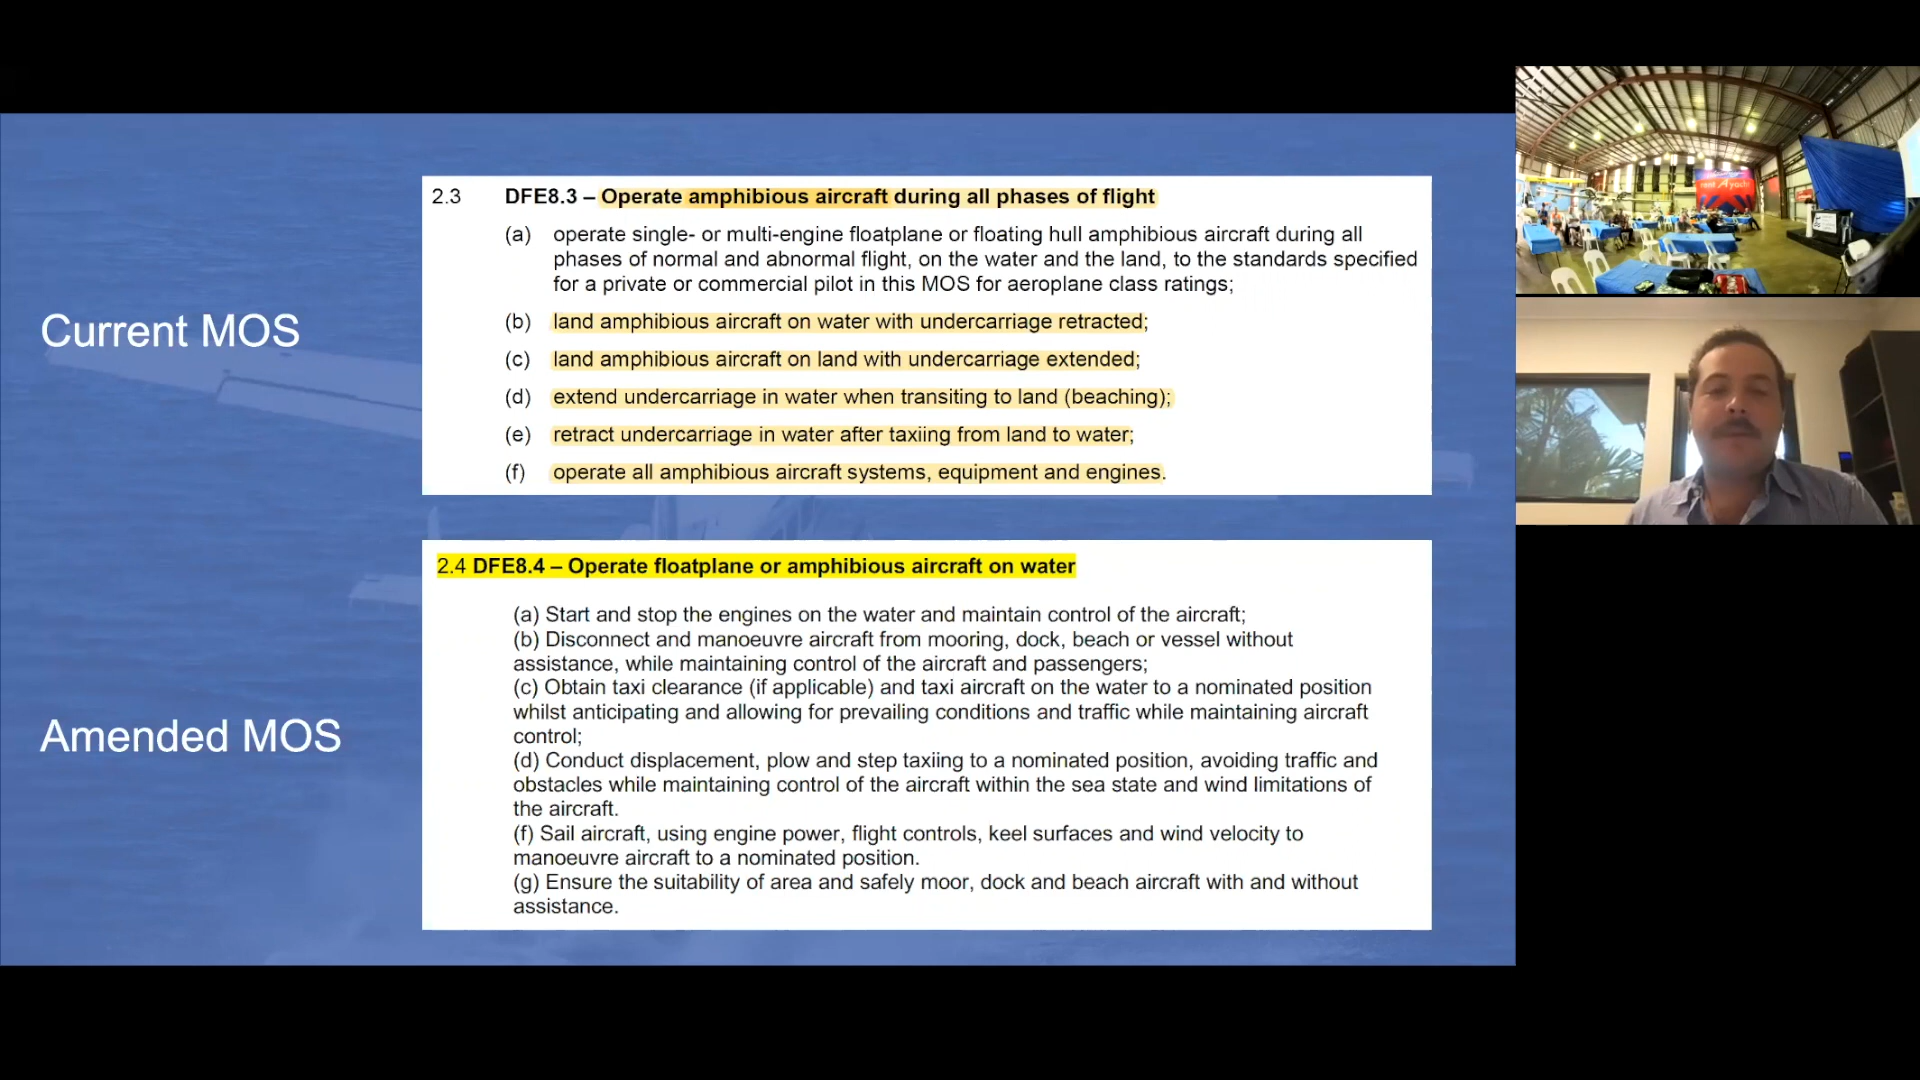 Current MOS
2.3 DFE8.3 – Operate amphibious aircraft during all phases of flight
(a) operate single- or multi-engine floatplane or floating hull amphibious aircraft during all
phases of normal and abnormal flight, on the water and the land, to the standards specified
for a private or commercial pilot in this MOS for aeroplane class ratings;
(b) land amphibious aircraft on water with undercarriage retracted;
(c) land amphibious aircraft on land with undercarriage extended;
(d) extend undercarriage in water when transiting to land (beaching);
(e) retract undercarriage in water after taxiing from land to water;
(f) operate all amphibious aircraft systems, equipment and engines.
Amended MOS
2.4 DFE8.4 – Operate floatplane or amphibious aircraft on water
(a) Start and stop the engines on the water and maintain control of the aircraft;
(b) Disconnect and manoeuvre aircraft from mooring, dock, beach or vessel without
assistance, while maintaining control of the aircraft and passengers;
(c) Obtain taxi clearance (if applicable) and taxi aircraft on the water to a nominated position
whilst anticipating and allowing for prevailing conditions and traffic while maintaining aircraft
control;
(d) Conduct displacement, plow and step taxiing to a nominated position, avoiding traffic and
obstacles while maintaining control of the aircraft within the sea state and wind limitations of
the aircraft.
(f) Sail aircraft, using engine power, flight controls, keel surfaces and wind velocity to
manoeuvre aircraft to a nominated position.
(g) Ensure the suitability of area and safely moor, dock and beach aircraft with and without
assistance.
rent A yacht